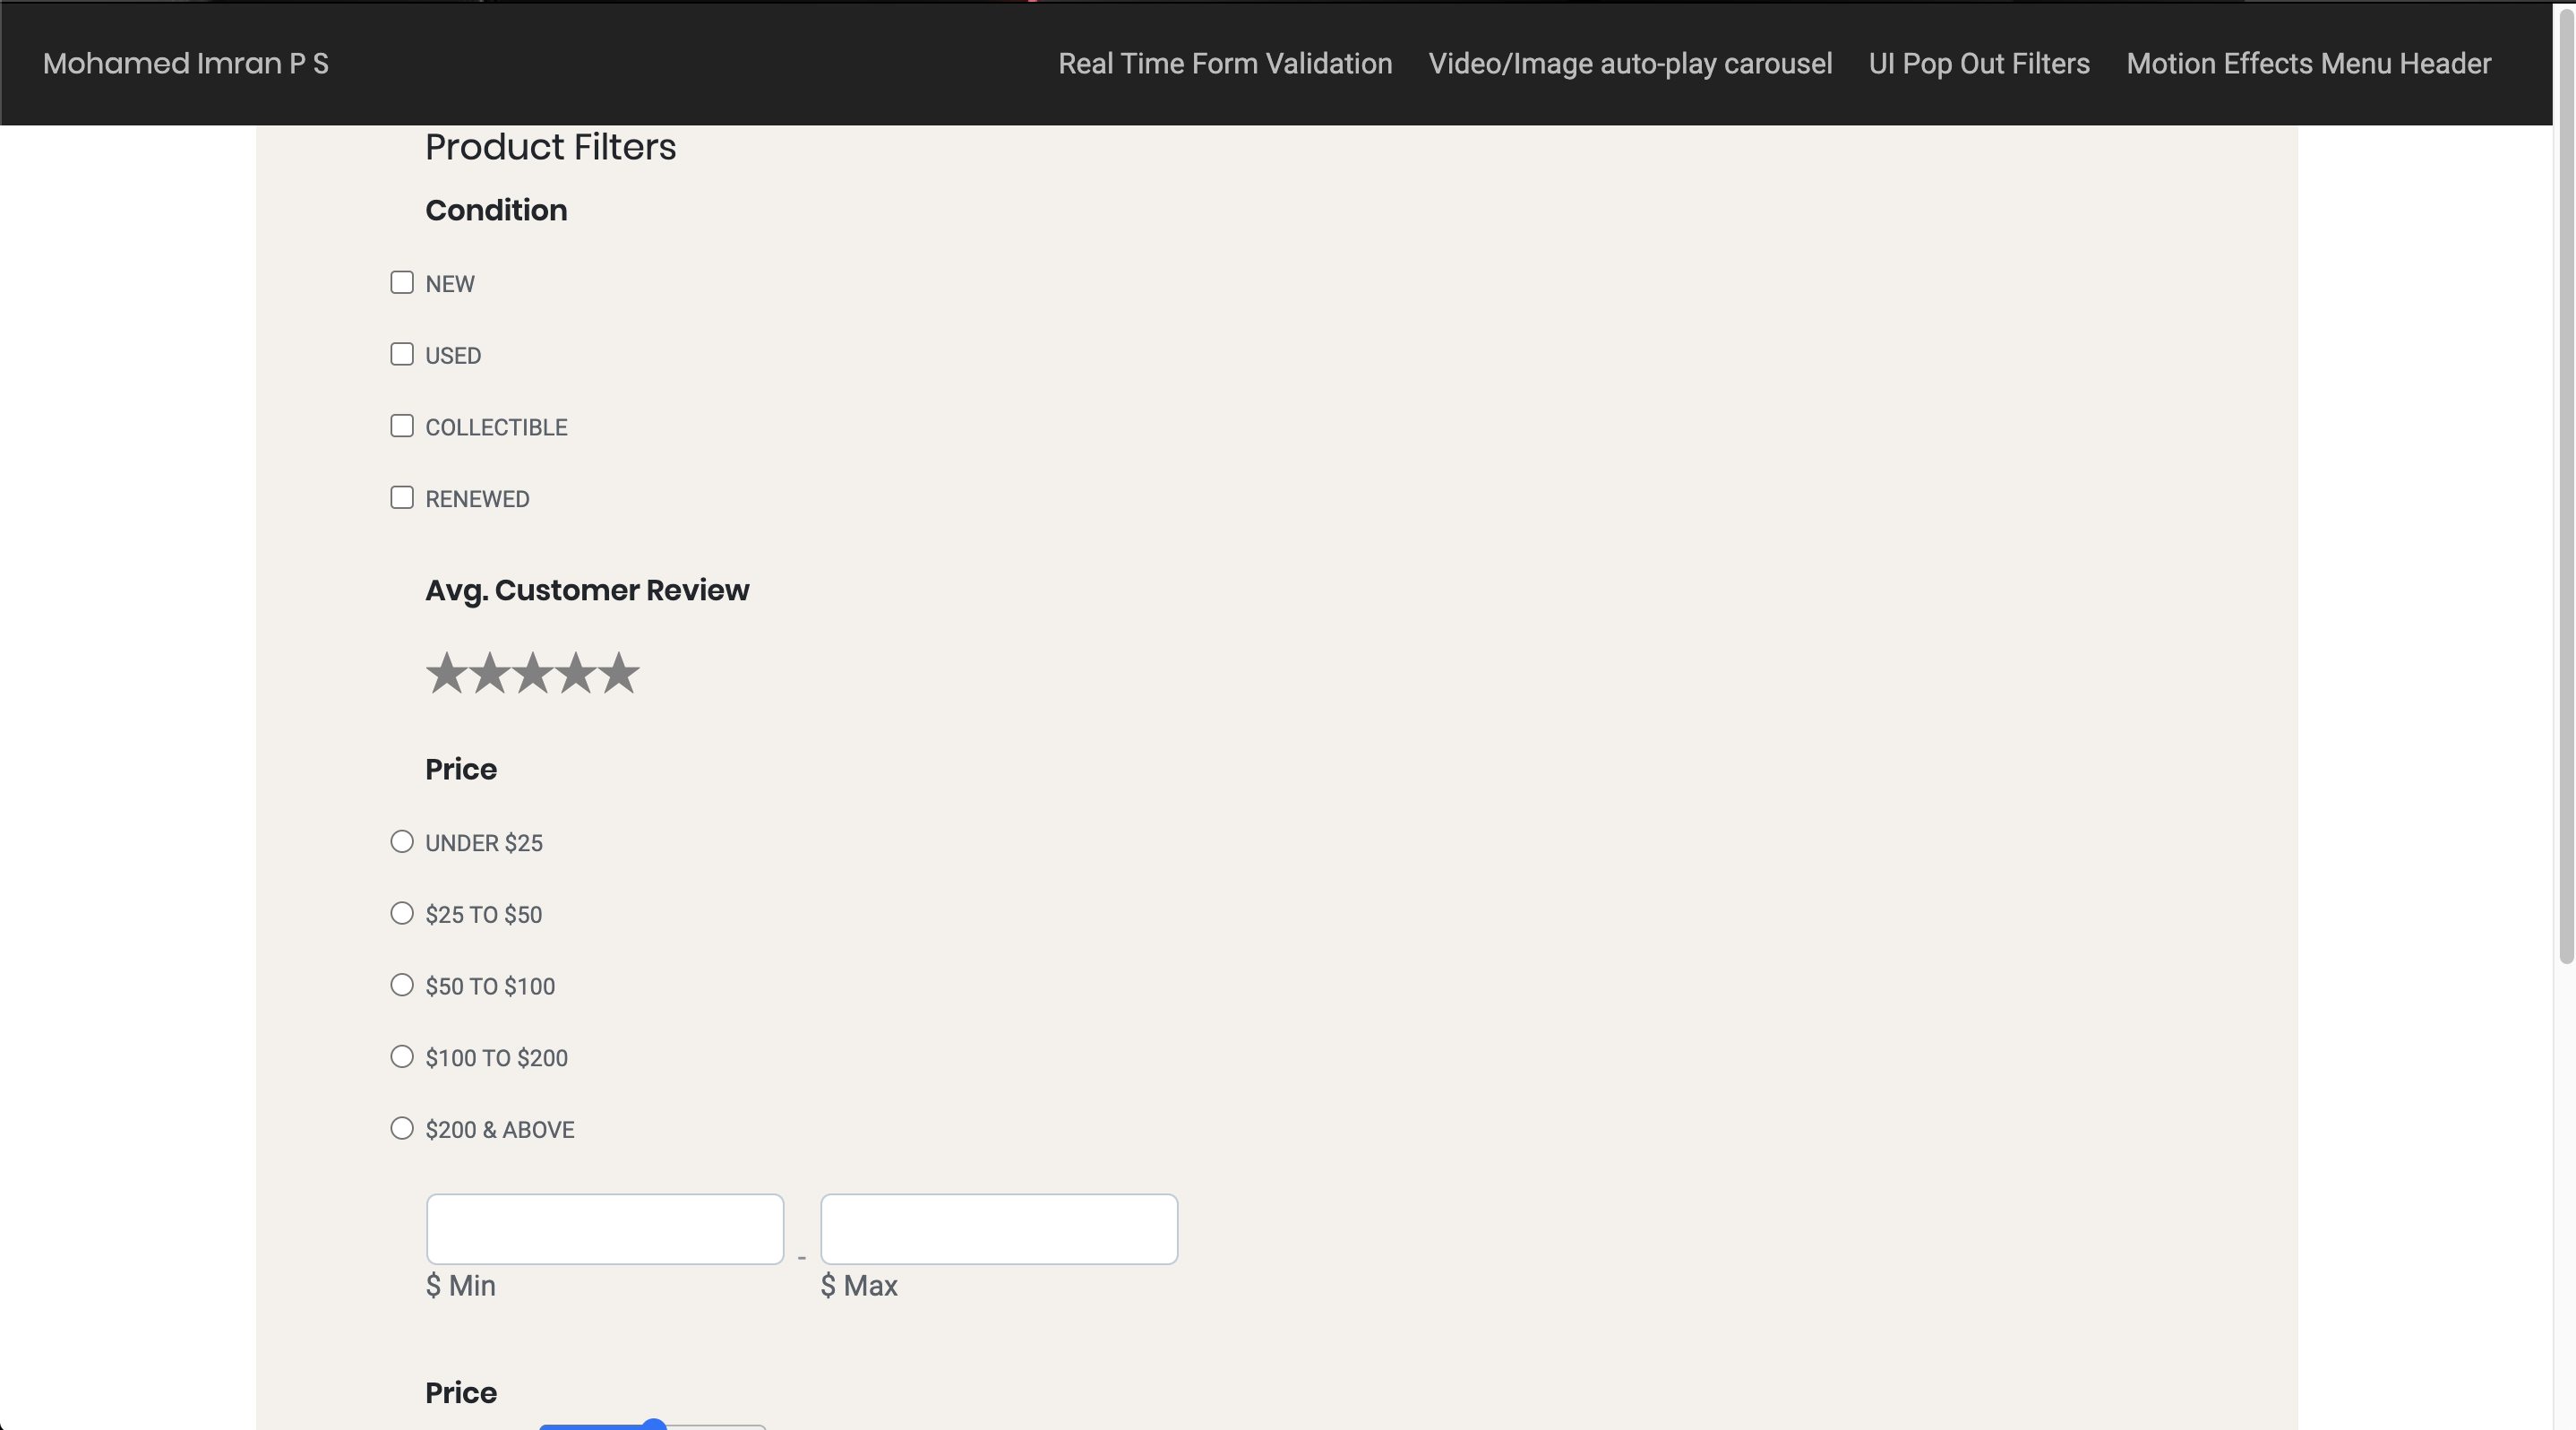 Mohamed Imran P S
Real Time Form Validation Video/Image auto-play carousel UI Pop Out Filters Motion Effects Menu Header
Product Filters
Condition
NEW
USED
COLLECTIBLE
RENEWED
Avg. Customer Review
Price
UNDER $25
$25 TO $50
$50 TO $100
$100 TO $200
$200 & ABOVE
-
$ Min $ Max
Price